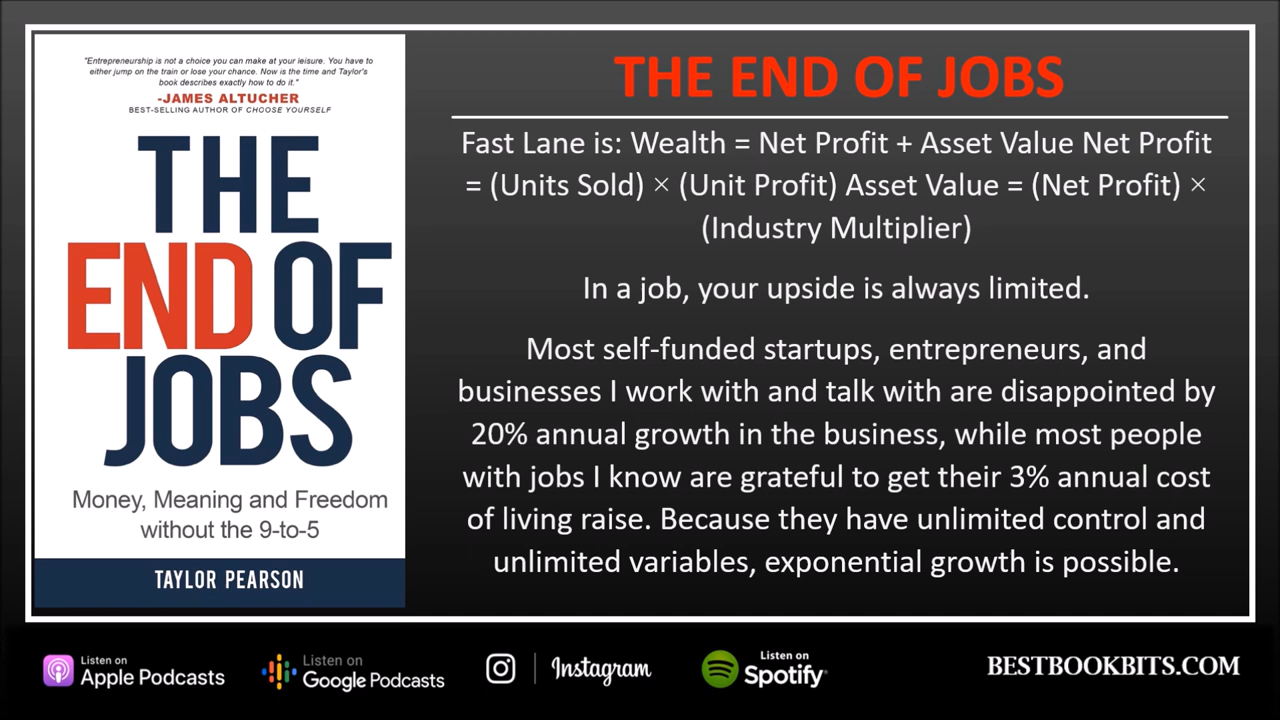 "Entrepreneurship is not a choice you can make at your leisure. You have to
either jump on the train or lose your chance. Now is the time and Taylor's
book describes exactly how to do it."
-JAMES ALTUCHER
BEST-SELLING AUTHOR OF CHOOSE YOURSELF
THE
END OF
JOBS
Money, Meaning and Freedom
without the 9-to-5
TAYLOR PEARSON
THE END OF JOBS
Fast Lane is: Wealth = Net Profit + Asset Value Net Profit
= (Units Sold) × (Unit Profit) Asset Value = (Net Profit) ×
(Industry Multiplier)
In a job, your upside is always limited.
Most self-funded startups, entrepreneurs, and
businesses I work with and talk with are disappointed by
20% annual growth in the business, while most people
with jobs I know are grateful to get their 3% annual cost
of living raise. Because they have unlimited control and
unlimited variables, exponential growth is possible.
Listen on
Apple Podcasts
Listen on
Google Podcasts
Instagram
Listen on
Spotify
BESTBOOKBITS.COM